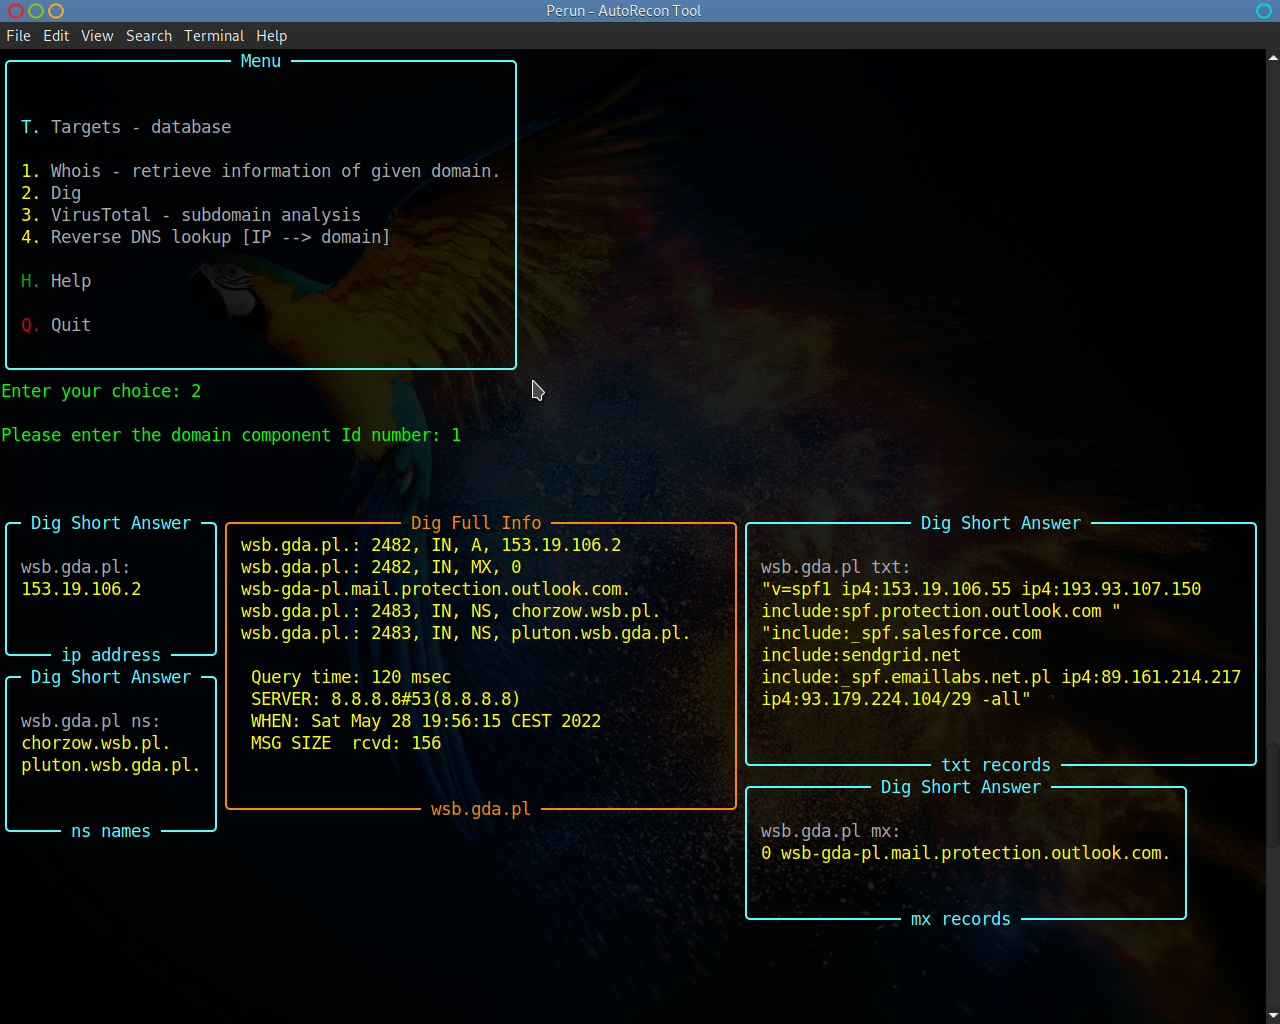 Perun - AutoRecon Tool
File Edit View Search Terminal Help
Menu
T. Targets - database
1. Whois - retrieve information of given domain.
2. Dig
3. VirusTotal - subdomain analysis
4. Reverse DNS lookup [IP --> domain]
H. Help
Q. Quit
Enter your choice: 2
Please enter the domain component Id number: 1
Dig Short Answer
wsb.gda.pl:
153.19.106.2
ip address
Dig Short Answer
wsb.gda.pl ns:
chorzow.wsb.pl.
pluton.wsb.gda.pl.
ns names
Dig Full Info
wsb.gda.pl.: 2482, IN, A, 153.19.106.2
wsb.gda.pl.: 2482, IN, MX, 0
wsb-gda-pl.mail.protection.outlook.com.
wsb.gda.pl.: 2483, IN, NS, chorzow.wsb.pl.
wsb.gda.pl.: 2483, IN, NS, pluton.wsb.gda.pl.
Query time: 120 msec
SERVER: 8.8.8.8#53(8.8.8.8)
WHEN: Sat May 28 19:56:15 CEST 2022
MSG SIZE  rcvd: 156
wsb.gda.pl
Dig Short Answer
wsb.gda.pl txt:
"v=spf1 ip4:153.19.106.55 ip4:193.93.107.150
include:spf.protection.outlook.com "
"include:_spf.salesforce.com
include:sendgrid.net
include:_spf.emaillabs.net.pl ip4:89.161.214.217
ip4:93.179.224.104/29 -all"
txt records
Dig Short Answer
wsb.gda.pl mx:
0 wsb-gda-pl.mail.protection.outlook.com.
mx records